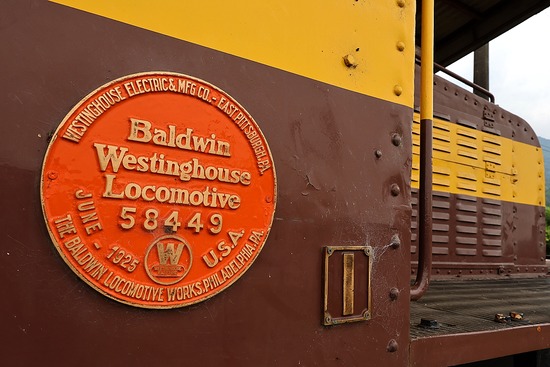 WESTINGHOUSE ELECTRIC & MFG CO.-EAST PITTSBURGH, PA.
Baldwin
Westinghouse
Locomotive
58449
JUNE - 1925
U.S.A.
W
THE BALDWIN LOCOMOTIVE WORKS, PHILADELPHIA, PA.
1